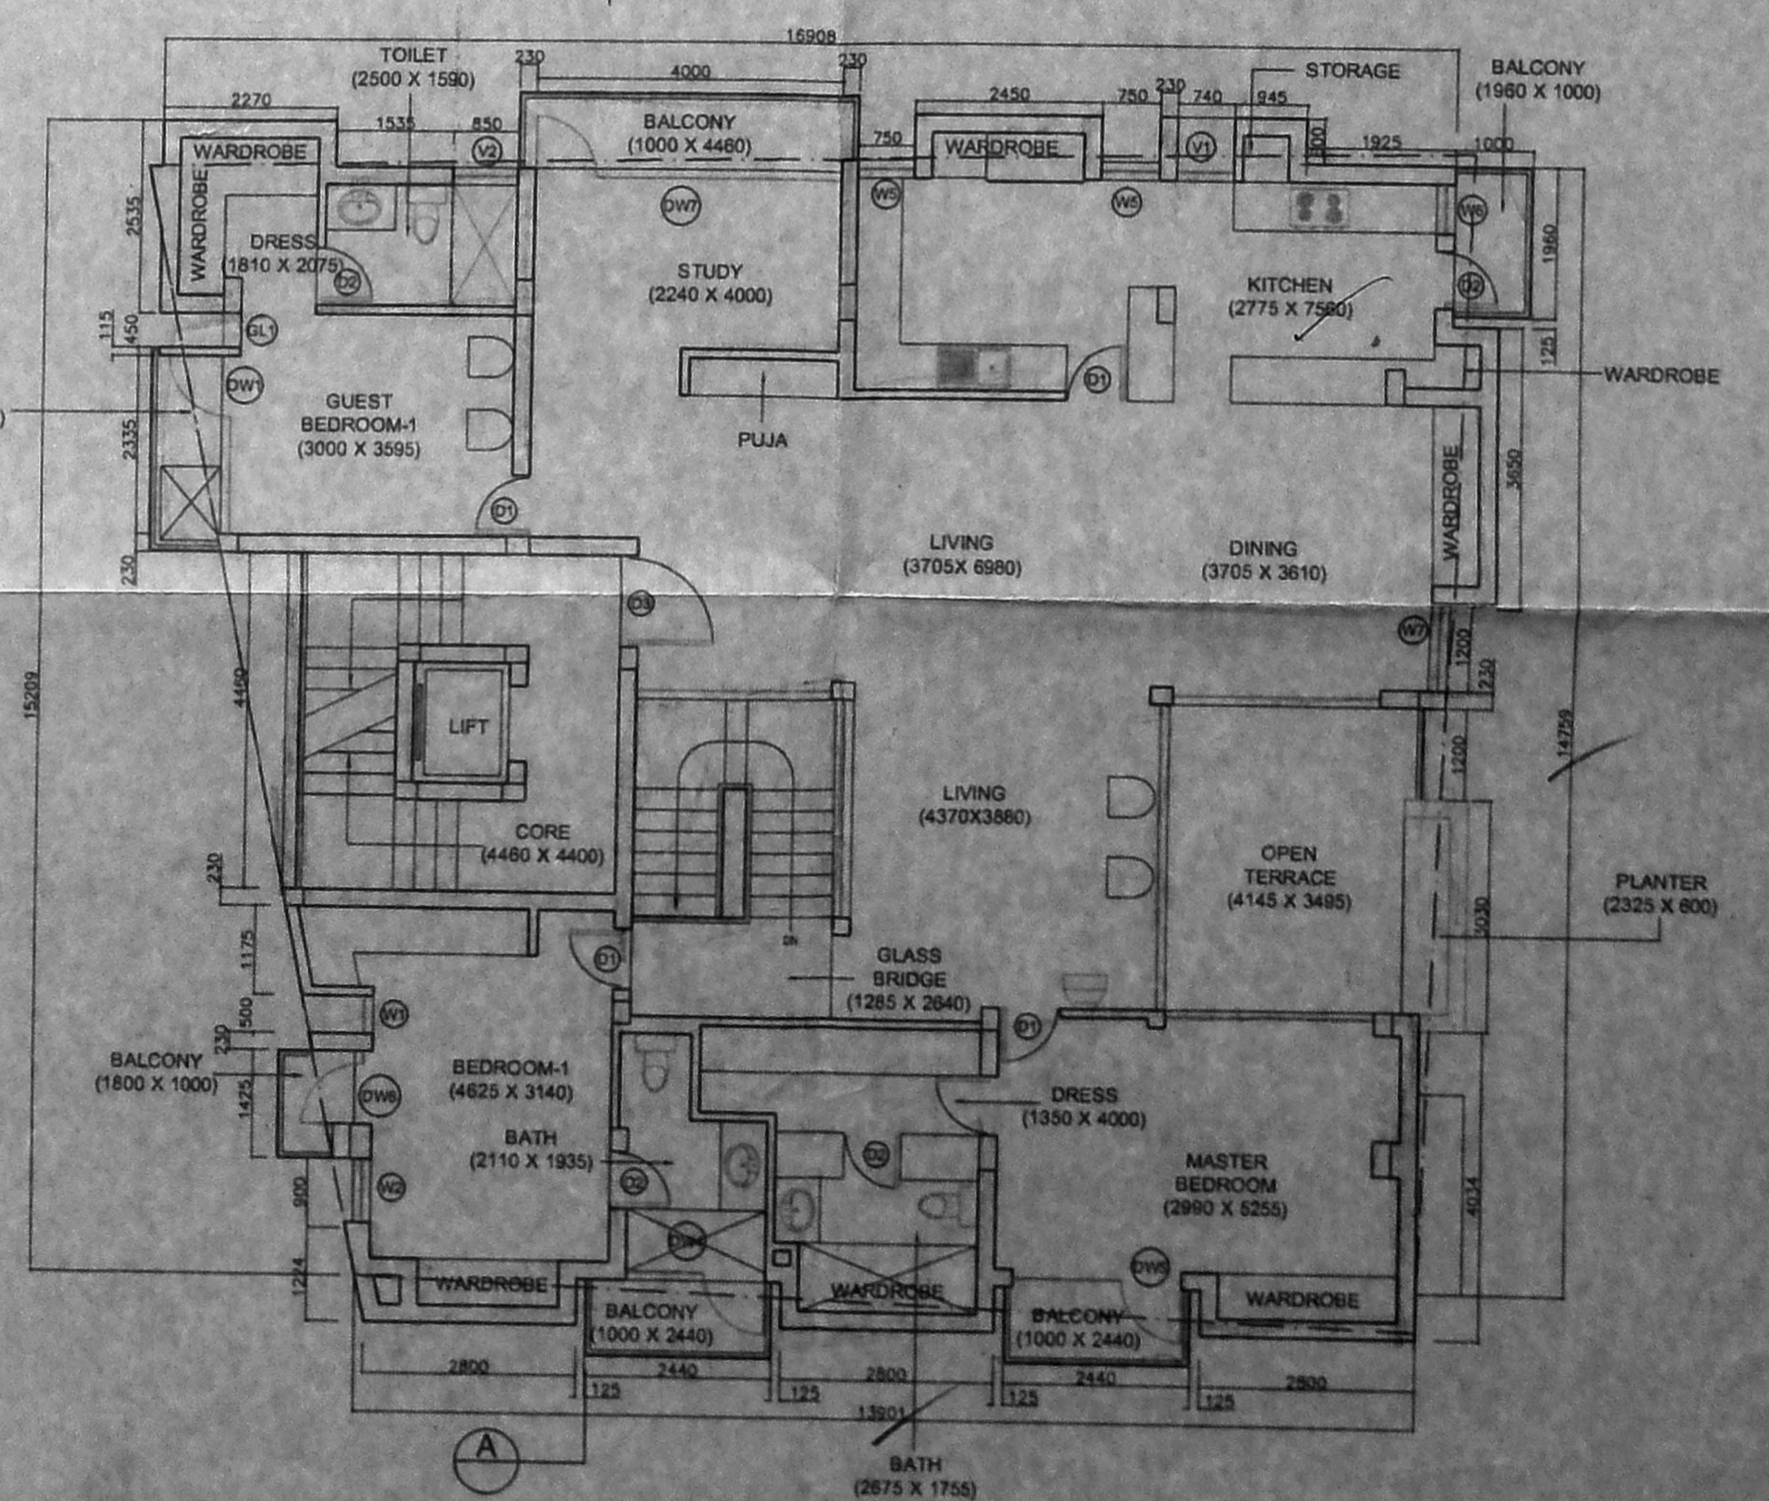 16908
TOILET
(2500 X 1590)
230
4000
230
STORAGE
BALCONY
(1960 X 1000)
2270
1535
850
V2
BALCONY
(1000 X 4460)
750
2450
750
230
740
945
V1
1925
1000
WARDROBE
WARDROBE
WARDROBE
2535
DRESS
(1810 X 2075)
D2
DW7
W5
W5
W6
D2
1960
STUDY
(2240 X 4000)
KITCHEN
(2775 X 7560)
115
450
GL1
DW1
D1
125
WARDROBE
GUEST
BEDROOM-1
(3000 X 3595)
2335
PUJA
WARDROBE
3650
D1
LIVING
(3705X 6980)
DINING
(3705 X 3610)
230
D3
W7
1200
230
15209
4460
LIFT
14759
1200
LIVING
(4370X3880)
CORE
(4460 X 4400)
OPEN
TERRACE
(4145 X 3495)
PLANTER
(2325 X 600)
230
3030
1175
D1
DN
GLASS
BRIDGE
(1285 X 2640)
500
W1
D1
230
BALCONY
(1800 X 1000)
1425
DW6
BEDROOM-1
(4625 X 3140)
DRESS
(1350 X 4000)
BATH
(2110 X 1935)
D2
D2
MASTER
BEDROOM
(2990 X 5255)
900
W2
4034
DW5
1224
WARDROBE
BALCONY
(1000 X 2440)
WARDROBE
BALCONY
(1000 X 2440)
WARDROBE
2800
2440
2800
2440
2800
125
125
125
125
13901
A
BATH
(2675 X 1755)